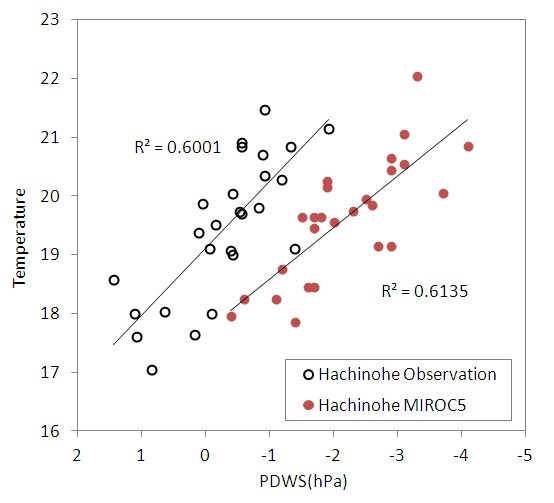 23
22
21
20
19
18
17
16
Temperature
R² = 0.6001
R² = 0.6135
Hachinohe Observation
Hachinohe MIROC5
2 1 0 -1 -2 -3 -4 -5
PDWS(hPa)